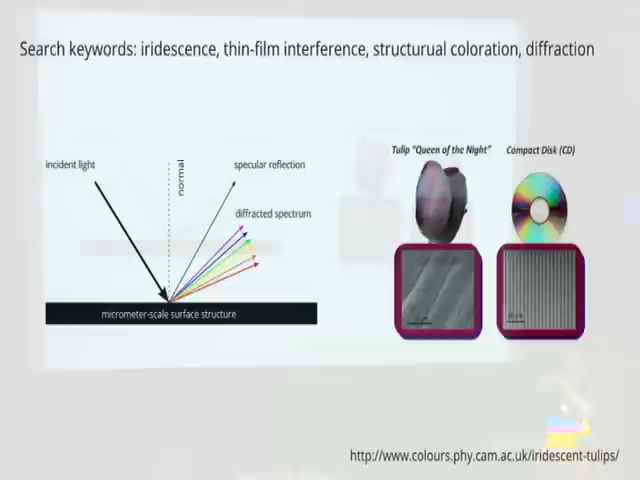 Search keywords: iridescence, thin-film interference, structurual coloration, diffraction
Tulip "Queen of the Night"
Compact Disk (CD)
incident light
normal
specular reflection
diffracted spectrum
micrometer-scale surface structure
http://www.colours.phy.cam.ac.uk/iridescent-tulips/